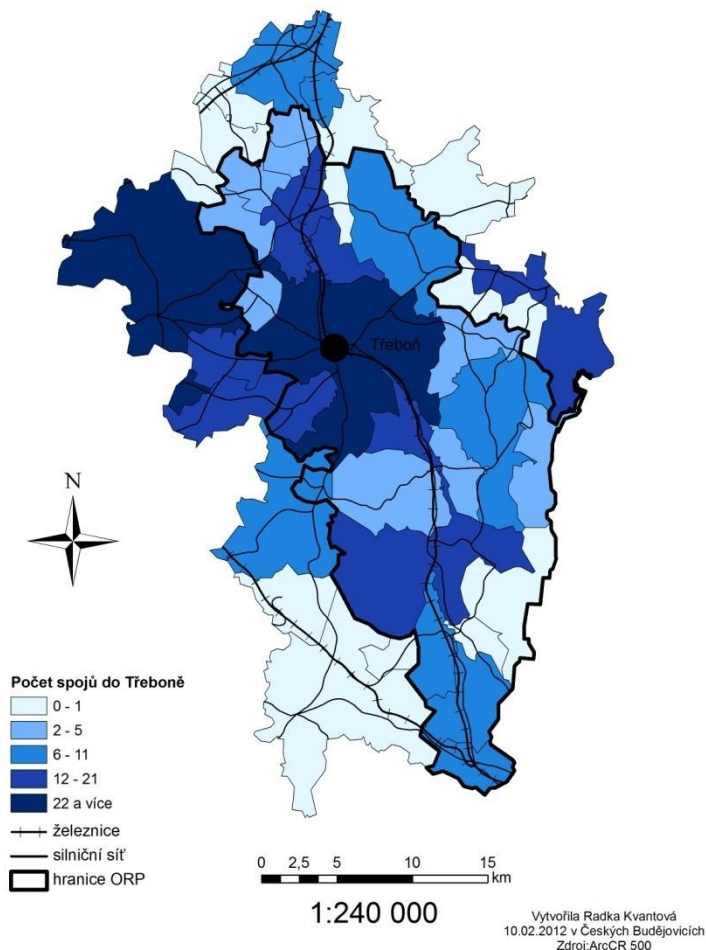 Třeboň
N
Počet spojů do Třeboně
0 - 1
2 - 5
6 - 11
12 - 21
22 a více
železnice
silniční síť
hranice ORP
0 2,5 5 10 15
km
1:240 000
Vytvořila Radka Kvantová
10.02.2012 v Českých Budějovicích
Zdroj:ArcCR 500